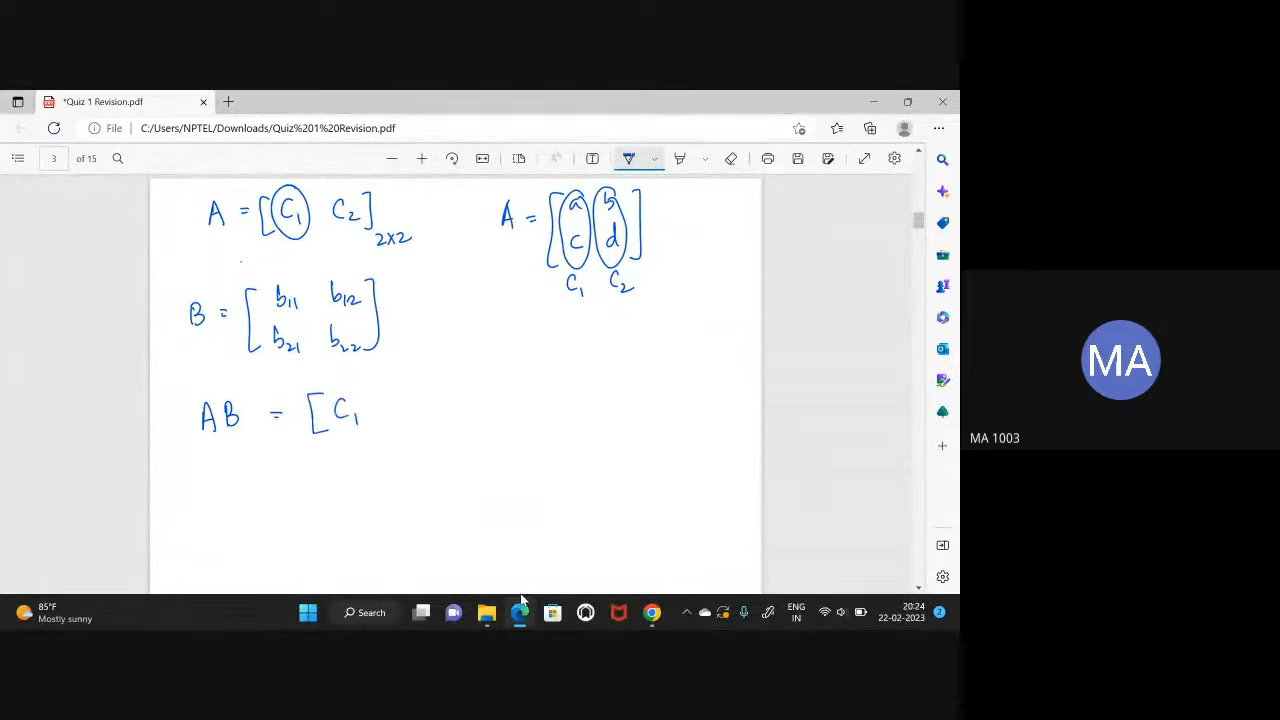 *Quiz 1 Revision.pdf
File C:/Users/NPTEL/Downloads/Quiz%201%20Revision.pdf
3 of 15
A = [C₁ C₂]₂ₓ₂
A = [a b
c d]
C₁ C₂
B = [b₁₁ b₁₂
b₂₁ b₂₂]
AB = [C₁
MA
MA 1003
85°F
Mostly sunny
Search
ENG
IN
20:24
22-02-2023
2